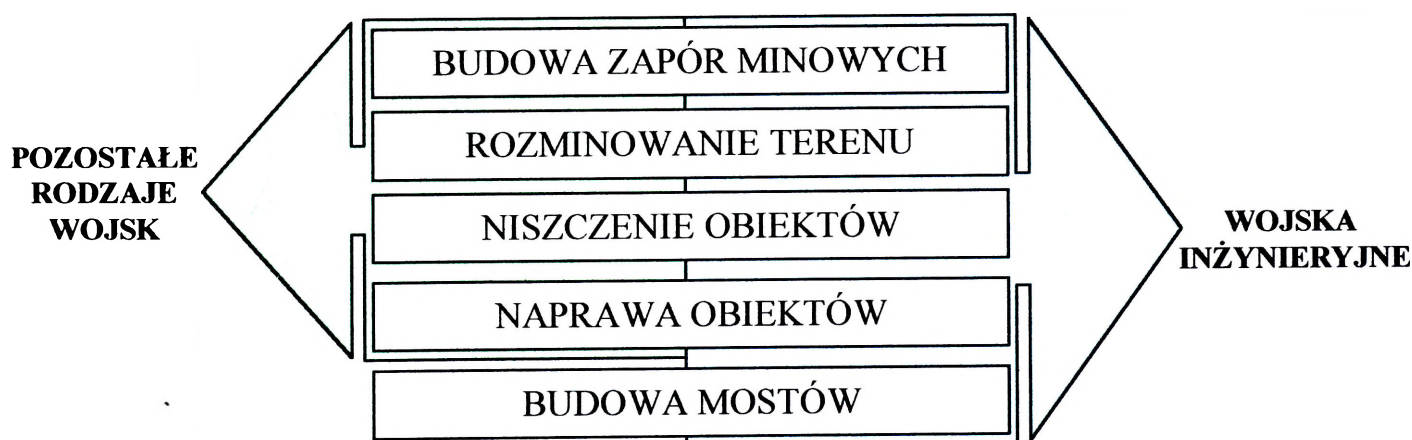 BUDOWA ZAPÓR MINOWYCH
ROZMINOWANIE TERENU
POZOSTAŁE
RODZAJE
WOJSK
NISZCZENIE OBIEKTÓW
WOJSKA
INŻYNIERYJNE
NAPRAWA OBIEKTÓW
BUDOWA MOSTÓW